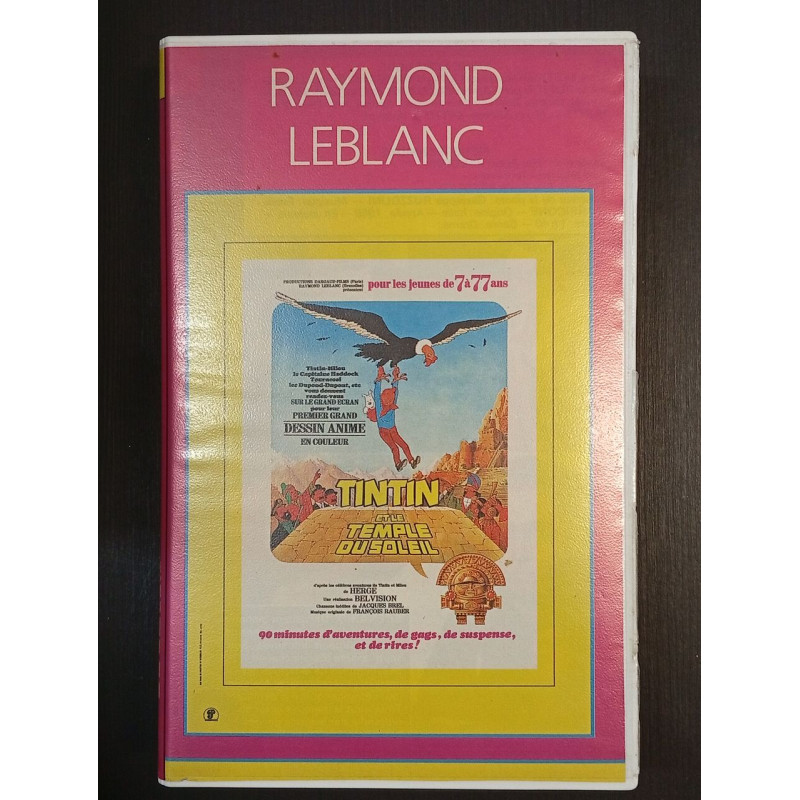 RAYMOND
LEBLANC
PRODUCTIONS DARGAUD-FILMS (Paris)
RAYMOND LEBLANC (Bruxelles)
présentent
pour les jeunes de 7 à 77 ans
Tintin-Milou
le Capitaine Haddock
Tournesol
les Dupond-Dupont, etc
vous donnent
rendez-vous
SUR LE GRAND ECRAN
pour leur
PREMIER GRAND
DESSIN ANIME
EN COULEUR
TINTIN
ET LE
TEMPLE
DU SOLEIL
d'après les célèbres aventures de Tintin et Milou
de HERGE
Une réalisation BELVISION
Chansons inédites de JACQUES BREL
Musique originale de FRANÇOIS RAUBER
90 minutes d'aventures, de gags, de suspense,
et de rires!